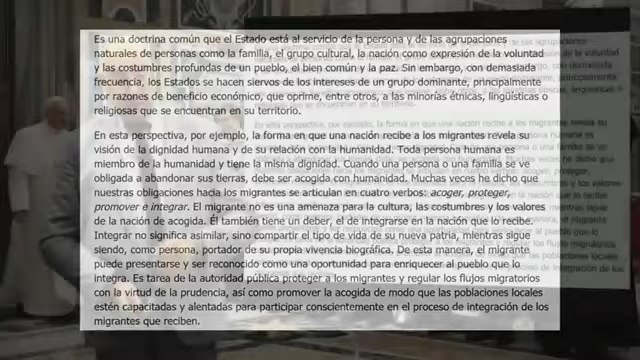 Es una doctrina común que el Estado está al servicio de la persona y de las agrupaciones
naturales de personas como la familia, el grupo cultural, la nación como expresión de la voluntad
y las costumbres profundas de un pueblo, el bien común y la paz. Sin embargo, con demasiada
frecuencia, los Estados se hacen siervos de los intereses de un grupo dominante, principalmente
por razones de beneficio económico, que oprime, entre otros, a las minorías étnicas, lingüísticas o
religiosas que se encuentran en su territorio.
En esta perspectiva, por ejemplo, la forma en que una nación recibe a los migrantes revela su
visión de la dignidad humana y de su relación con la humanidad. Toda persona humana es
miembro de la humanidad y tiene la misma dignidad. Cuando una persona o una familia se ve
obligada a abandonar sus tierras, debe ser acogida con humanidad. Muchas veces he dicho que
nuestras obligaciones hacia los migrantes se articulan en cuatro verbos: acoger, proteger,
promover e integrar. El migrante no es una amenaza para la cultura, las costumbres y los valores
de la nación de acogida. Él también tiene un deber, el de integrarse en la nación que lo recibe.
Integrar no significa asimilar, sino compartir el tipo de vida de su nueva patria, mientras sigue
siendo, como persona, portador de su propia vivencia biográfica. De esta manera, el migrante
puede presentarse y ser reconocido como una oportunidad para enriquecer al pueblo que lo
integra. Es tarea de la autoridad pública proteger a los migrantes y regular los flujos migratorios
con la virtud de la prudencia, así como promover la acogida de modo que las poblaciones locales
estén capacitadas y alentadas para participar conscientemente en el proceso de integración de los
migrantes que reciben.